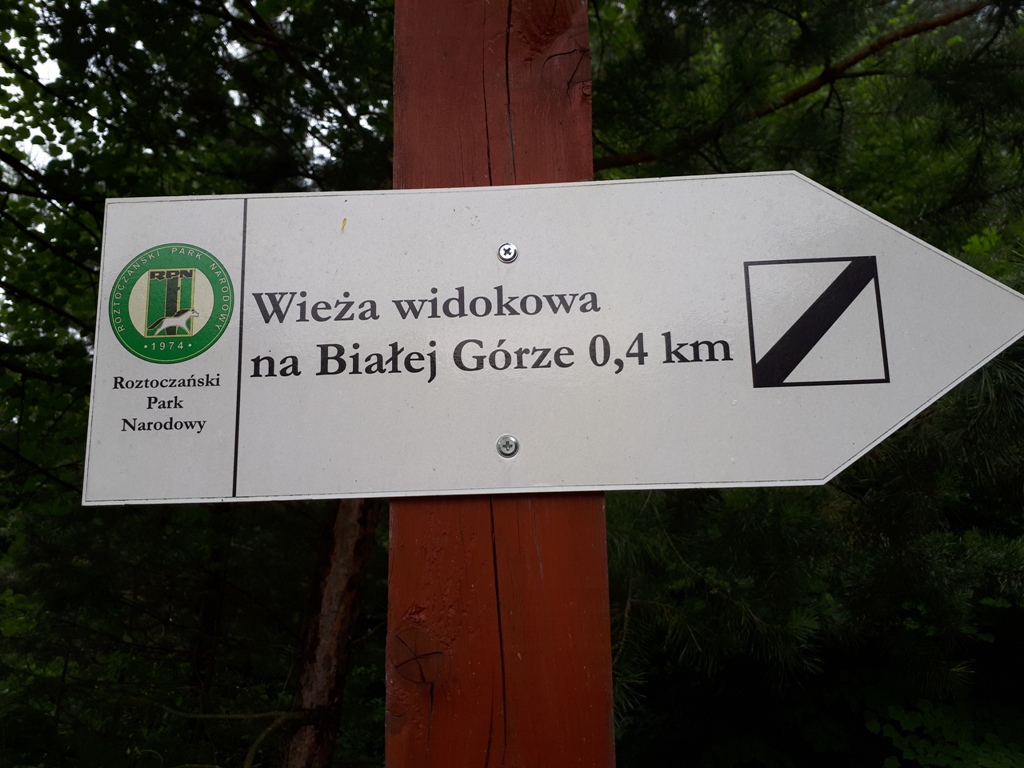 ROZTOCZAŃSKI PARK NARODOWY
RPN
• 1974 •
Roztoczański
Park
Narodowy
Wieża widokowa
na Białej Górze 0,4 km